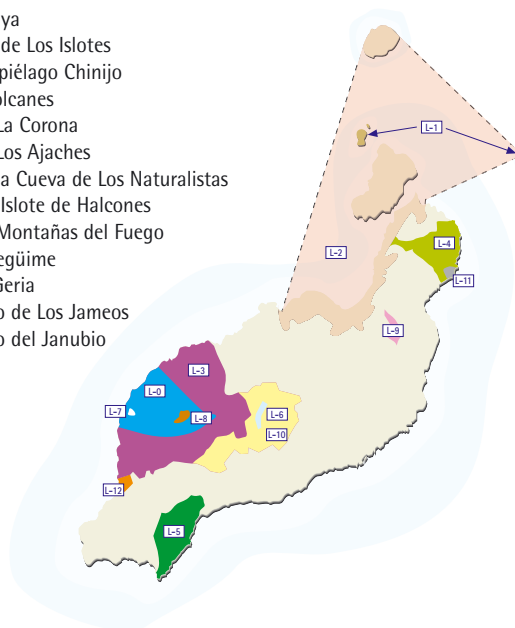 ya
de Los Islotes
piélago Chinijo
olcanes
La Corona
Los Ajaches
a Cueva de Los Naturalistas
Islote de Halcones
Montañas del Fuego
egüime
Geria
o de Los Jameos
o del Janubio
L-1
L-4
L-2
L-11
L-9
L-3
L-0
L-7
L-8
L-6
L-10
L-12
L-5